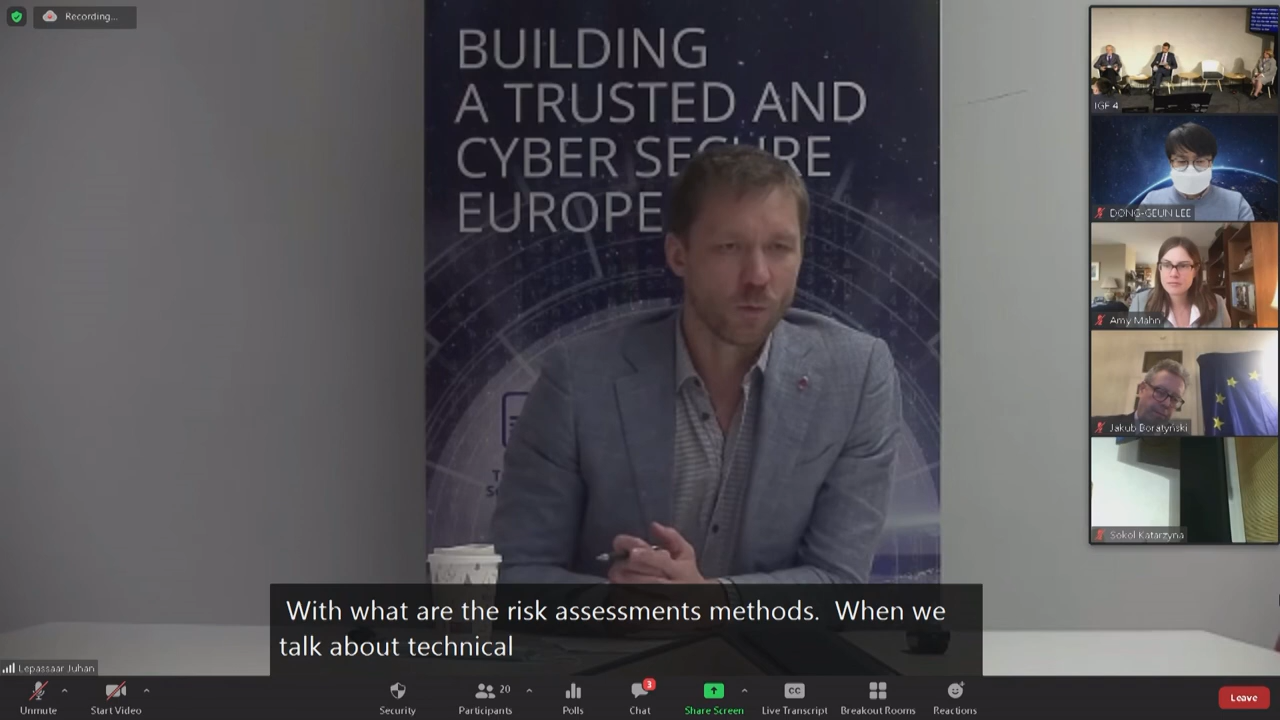 Recording...
BUILDING
A TRUSTED AND
CYBER SECURE
EUROPE
IGF 4
DONG-GEUN LEE
Amy Mahn
Jakub Boratyński
Sokol Katarzyna
With what are the risk assessments methods. When we
talk about technical
Lepassaar Juhan
Unmute
Start Video
Security
Participants
20
Polls
Chat
3
Share Screen
CC
Live Transcript
Breakout Rooms
Reactions
Leave